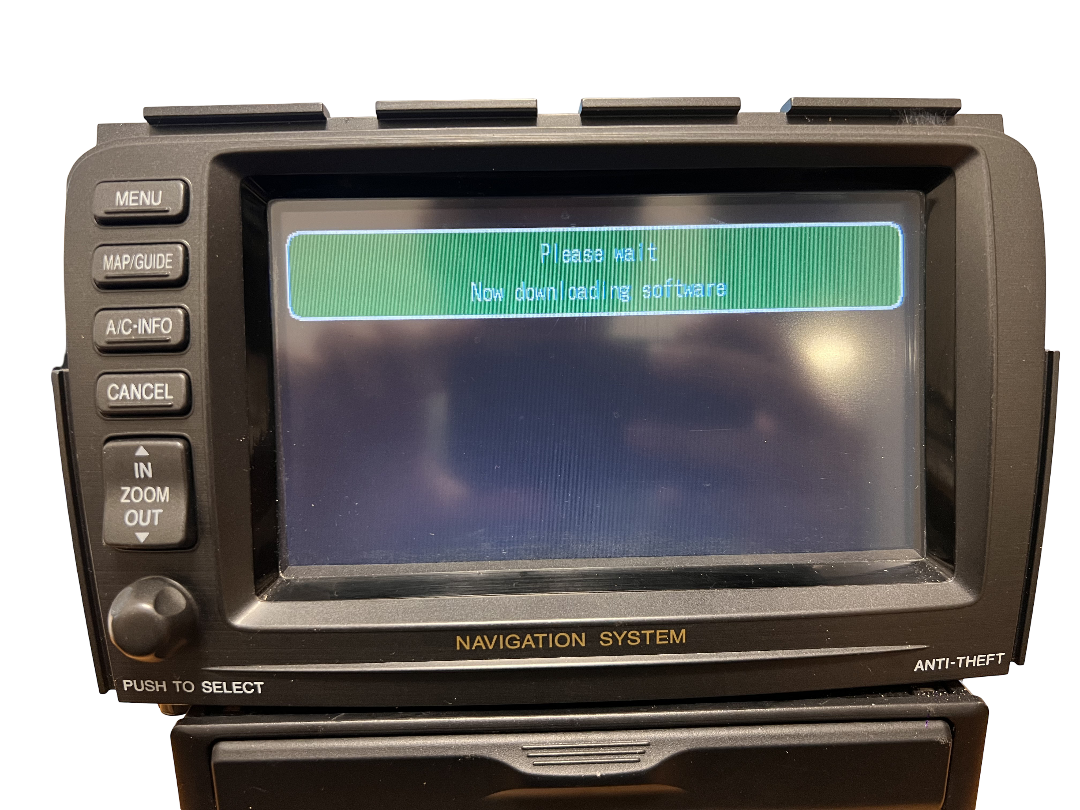 MENU
MAP/GUIDE
A/C-INFO
CANCEL
IN
ZOOM
OUT
Please wait
Now downloading software
NAVIGATION SYSTEM
PUSH TO SELECT
ANTI-THEFT